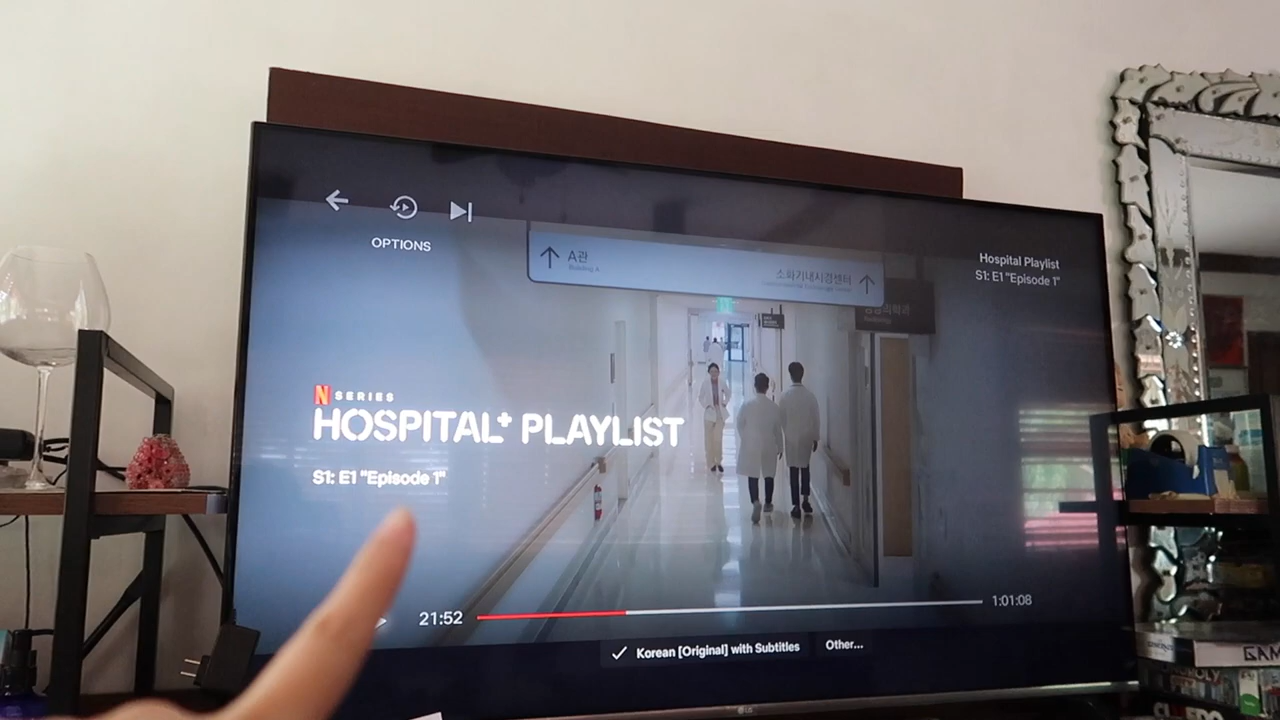 OPTIONS
A관
Building A
소화기내시경센터
Hospital Playlist
S1: E1 "Episode 1"
N SERIES
HOSPITAL+ PLAYLIST
S1: E1 "Episode 1"
21:52
1:01:08
Korean [Original] with Subtitles
Other...
LG
GAM